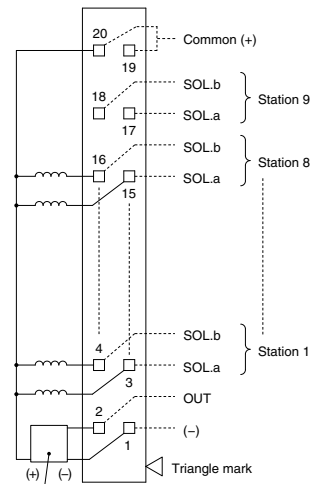 20
Common (+)
19
SOL.b
18
Station 9
SOL.a
17
SOL.b
16
Station 8
SOL.a
15
SOL.b
4
Station 1
SOL.a
3
OUT
2
(–)
1
Triangle mark
(+) (–)